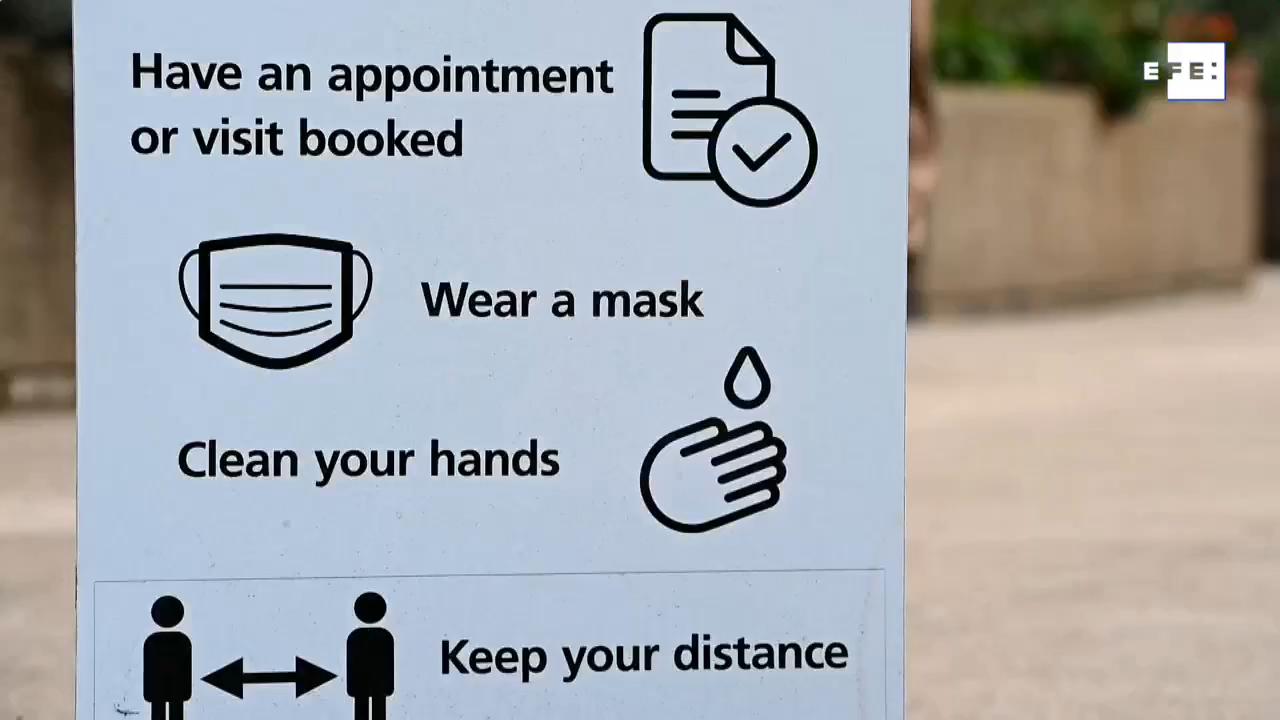 Have an appointment
or visit booked
Wear a mask
Clean your hands
Keep your distance
EFE: